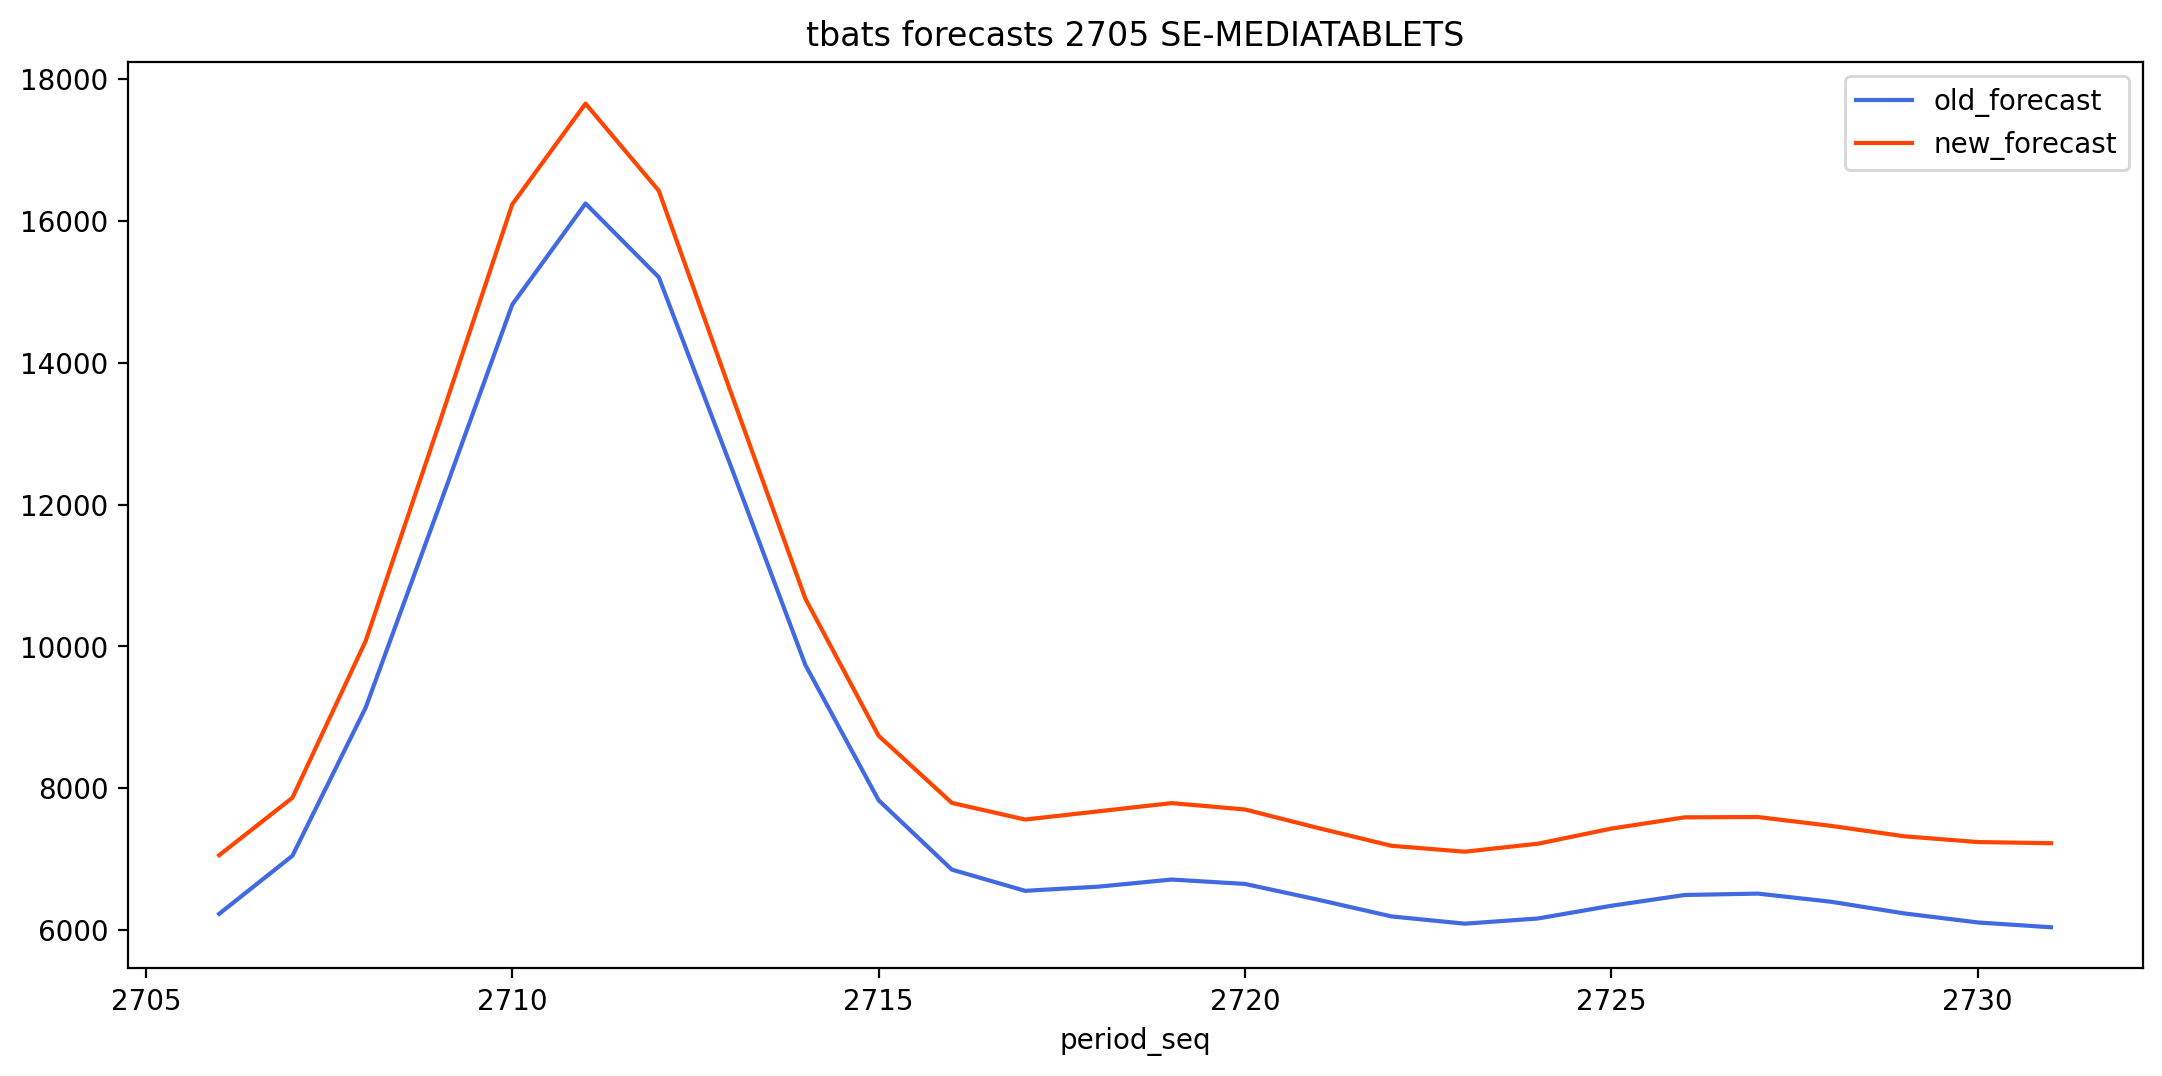 tbats forecasts 2705 SE-MEDIATABLETS
18000
16000
14000
12000
10000
8000
6000
old_forecast
new_forecast
2705 2710 2715 2720 2725 2730
period_seq